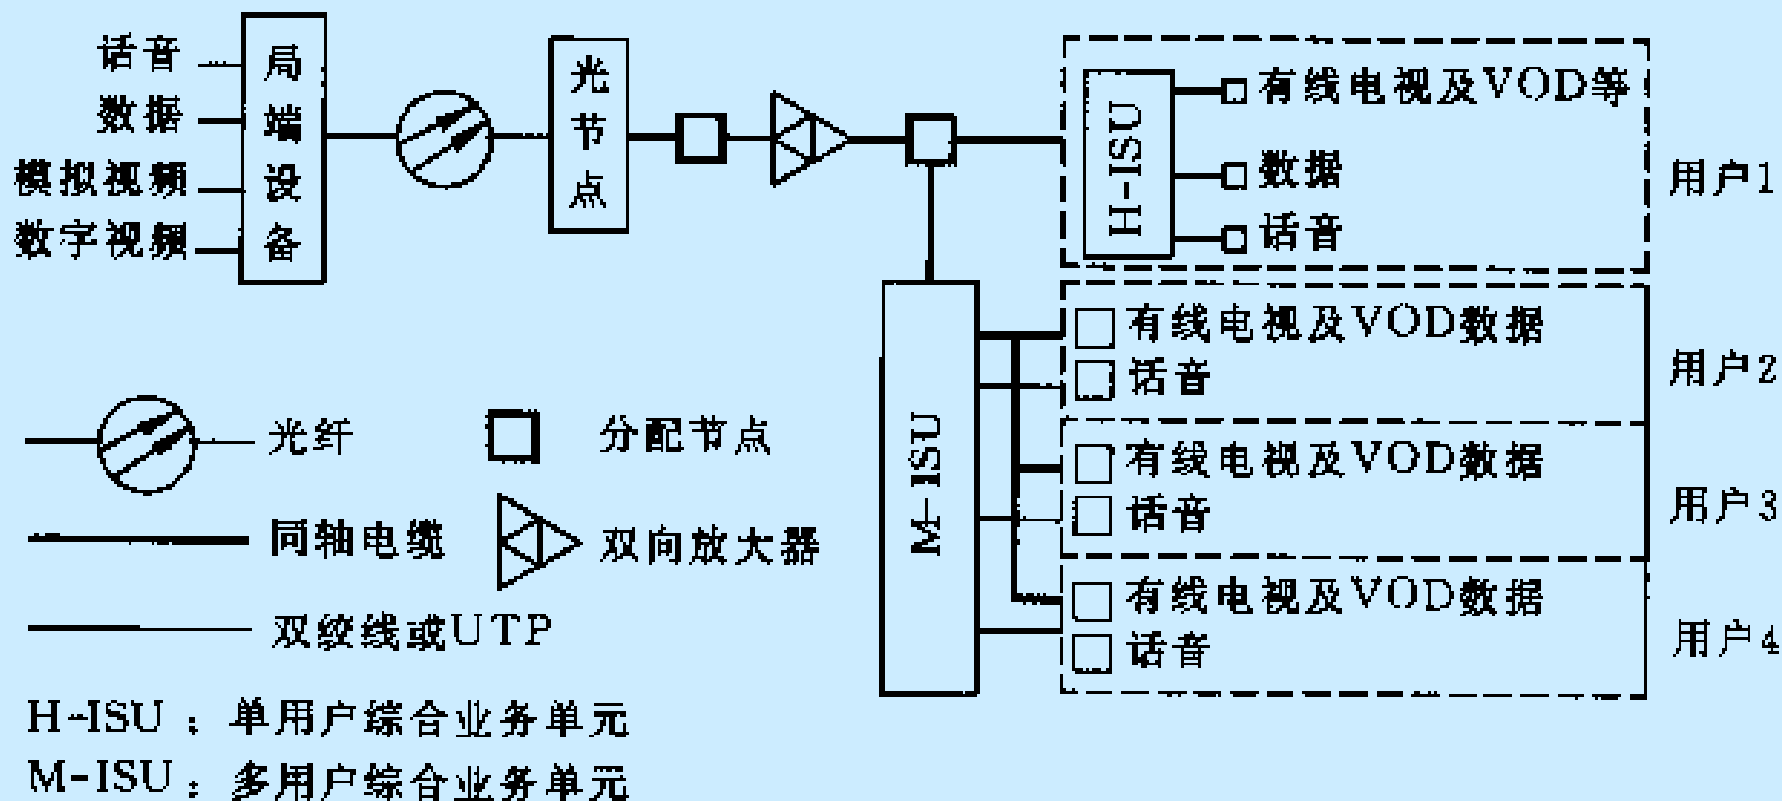 话音
数据
模拟视频
数字视频
局端设备
光节点
H-ISU
有线电视及VOD等
数据
话音
用户1
M-ISU
有线电视及VOD数据
话音
用户2
有线电视及VOD数据
话音
用户3
有线电视及VOD数据
话音
用户4
光纤
分配节点
同轴电缆
双向放大器
双绞线或UTP
H-ISU：单用户综合业务单元
M-ISU：多用户综合业务单元